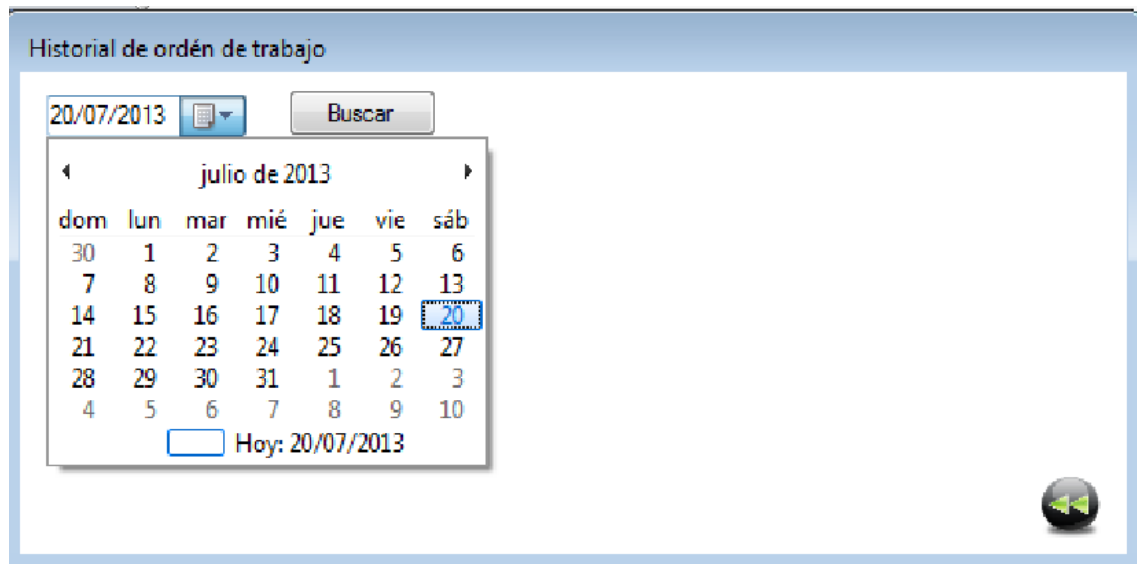 Historial de ordén de trabajo
20/07/2013 Buscar
julio de 2013
dom lun mar mié jue vie sáb
30 1 2 3 4 5 6
7 8 9 10 11 12 13
14 15 16 17 18 19 20
21 22 23 24 25 26 27
28 29 30 31 1 2 3
4 5 6 7 8 9 10
Hoy: 20/07/2013